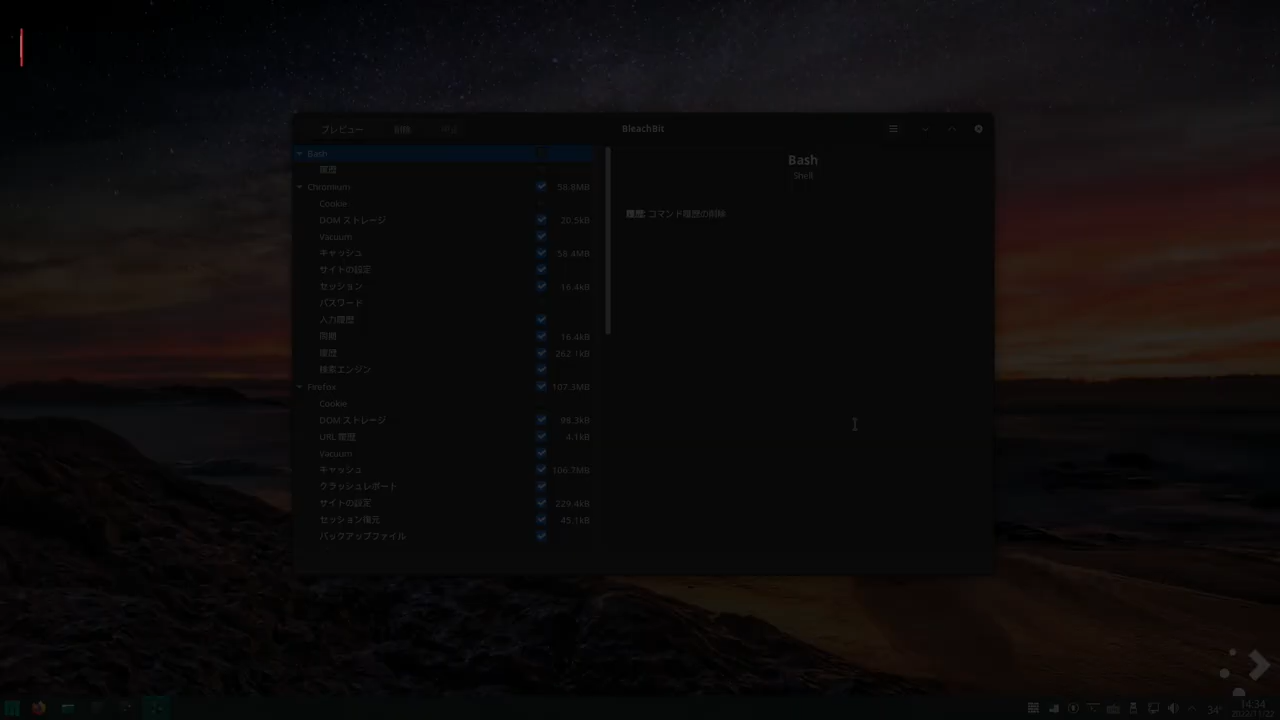 プレビュー 削除 中止 BleachBit
Bash
履歴
Chromium 58.8MB
Cookie
DOM ストレージ 20.5kB
Vacuum
キャッシュ 58.4MB
サイトの設定
セッション 16.4kB
パスワード
入力履歴
同期 16.4kB
履歴 262.1kB
検索エンジン
Firefox 107.3MB
Cookie
DOM ストレージ 98.3kB
URL 履歴 4.1kB
Vacuum
キャッシュ 106.7MB
クラッシュレポート
サイトの設定 229.4kB
セッション復元 45.1kB
バックアップファイル
Bash
Shell
履歴: コマンド履歴の削除
34°
14:34